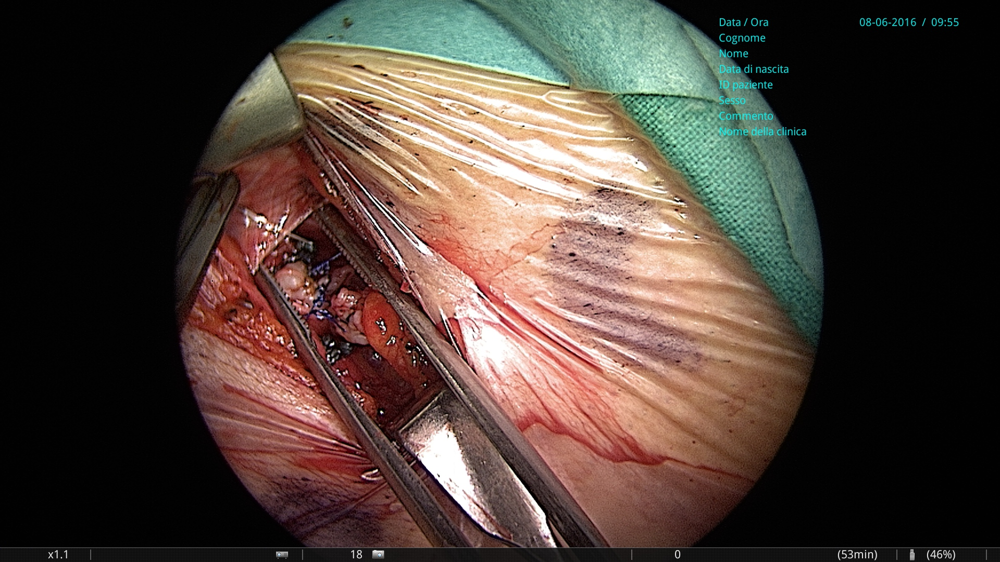 Data / Ora 08-06-2016 / 09:55
Cognome
Nome
Data di nascita
ID paziente
Sesso
Commento
Nome della clinica
x1.1 18 0 (53min) (46%)